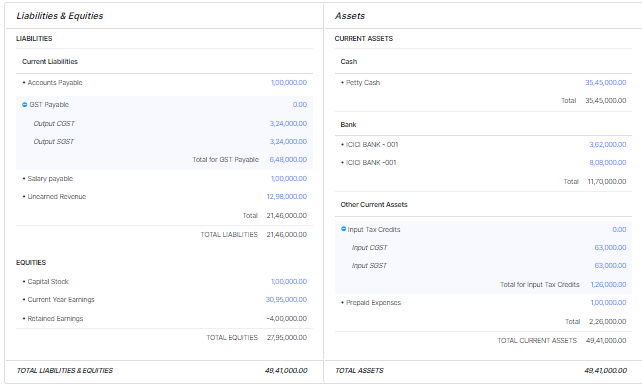 Liabilities & Equities
LIABILITIES
Current Liabilities
• Accounts Payable 1,00,000.00
GST Payable 0.00
Output CGST 3,24,000.00
Output SGST 3,24,000.00
Total for GST Payable 6,48,000.00
• Salary payable 1,00,000.00
• Unearned Revenue 12,98,000.00
Total 21,46,000.00
TOTAL LIABILITIES 21,46,000.00
EQUITIES
• Capital Stock 1,00,000.00
• Current Year Earnings 30,95,000.00
• Retained Earnings -4,00,000.00
TOTAL EQUITIES 27,95,000.00
TOTAL LIABILITIES & EQUITIES 49,41,000.00
Assets
CURRENT ASSETS
Cash
• Petty Cash 35,45,000.00
Total 35,45,000.00
Bank
• ICICI BANK - 001 3,62,000.00
• ICICI BANK -001 8,08,000.00
Total 11,70,000.00
Other Current Assets
Input Tax Credits 0.00
Input CGST 63,000.00
Input SGST 63,000.00
Total for Input Tax Credits 1,26,000.00
• Prepaid Expenses 1,00,000.00
Total 2,26,000.00
TOTAL CURRENT ASSETS 49,41,000.00
TOTAL ASSETS 49,41,000.00